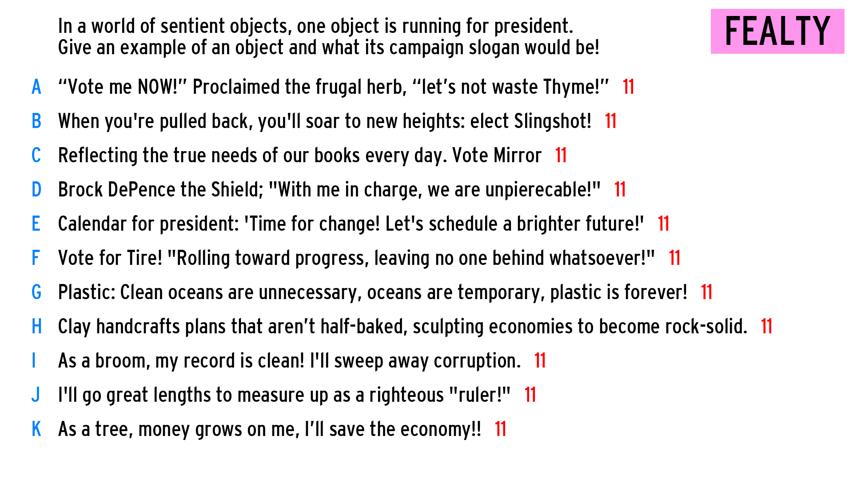 In a world of sentient objects, one object is running for president.
Give an example of an object and what its campaign slogan would be!
FEALTY
A “Vote me NOW!” Proclaimed the frugal herb, “let’s not waste Thyme!” 11
B When you're pulled back, you'll soar to new heights: elect Slingshot! 11
C Reflecting the true needs of our books every day. Vote Mirror 11
D Brock DePence the Shield; "With me in charge, we are unpierecable!" 11
E Calendar for president: 'Time for change! Let's schedule a brighter future!' 11
F Vote for Tire! "Rolling toward progress, leaving no one behind whatsoever!" 11
G Plastic: Clean oceans are unnecessary, oceans are temporary, plastic is forever! 11
H Clay handcrafts plans that aren’t half-baked, sculpting economies to become rock-solid. 11
I As a broom, my record is clean! I'll sweep away corruption. 11
J I'll go great lengths to measure up as a righteous "ruler!" 11
K As a tree, money grows on me, I’ll save the economy!! 11